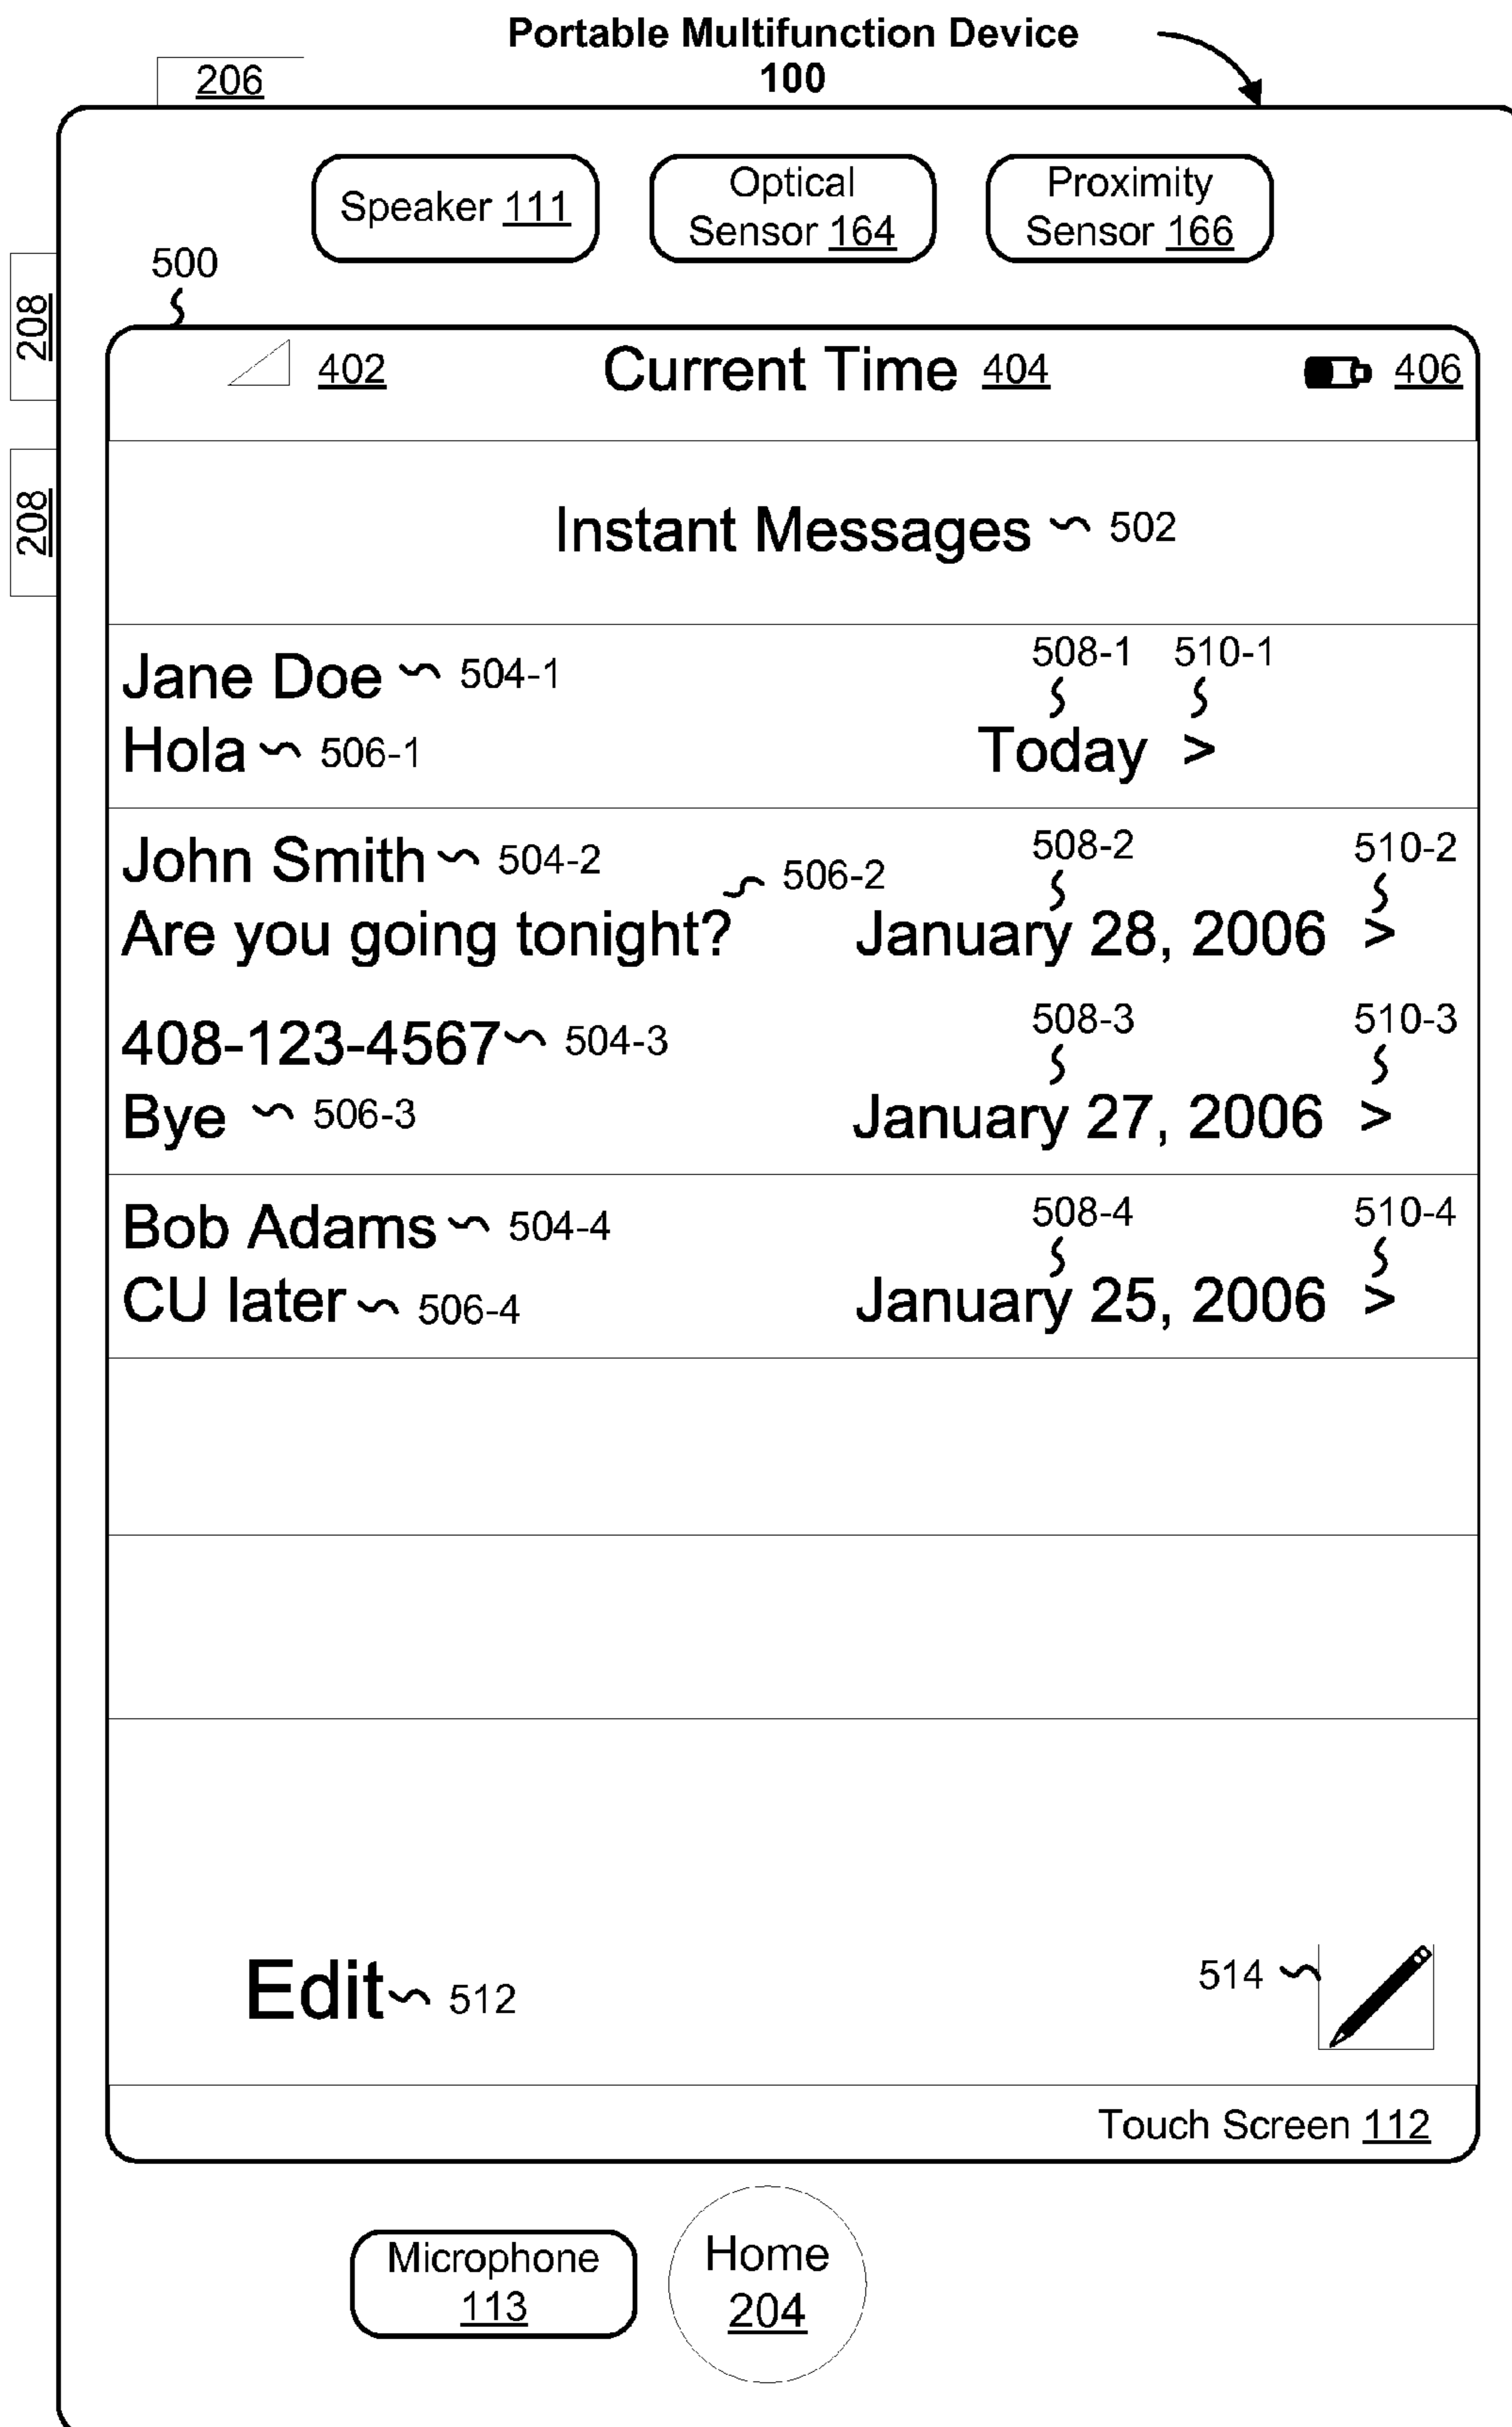 Portable Multifunction Device
100
206
Speaker 111
Optical
Sensor 164
Proximity
Sensor 166
500
208
402
Current Time 404
406
208
Instant Messages 502
508-1 510-1
Jane Doe 504-1
Hola 506-1
Today >
508-2 510-2
John Smith 504-2
506-2
Are you going tonight? January 28, 2006 >
508-3 510-3
408-123-4567 504-3
Bye 506-3
January 27, 2006 >
508-4 510-4
Bob Adams 504-4
CU later 506-4
January 25, 2006 >
Edit 512
514
Touch Screen 112
Microphone
113
Home
204